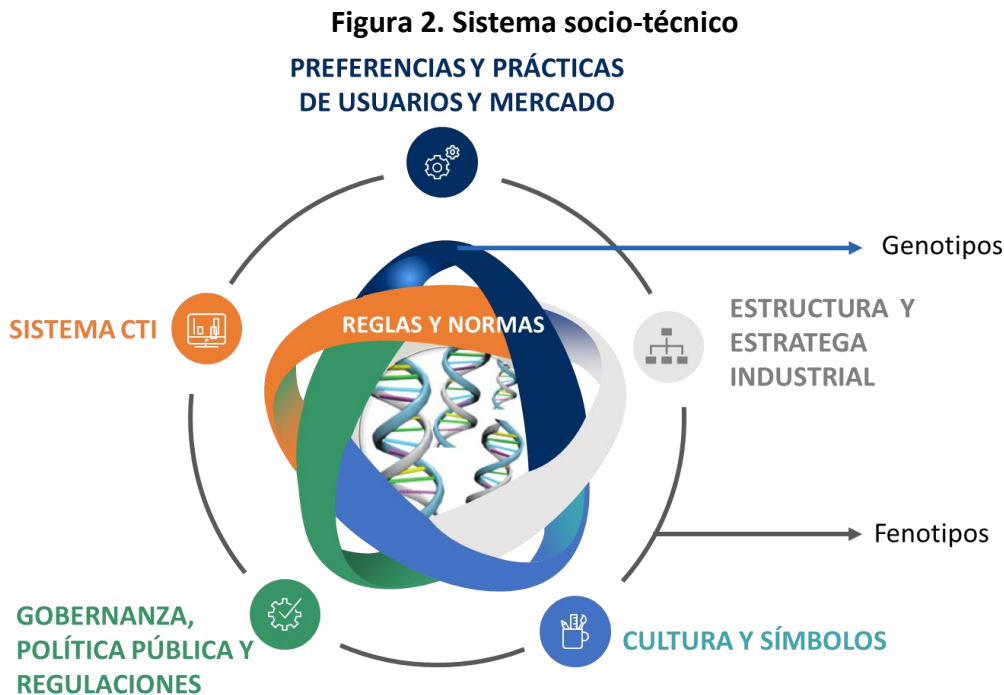 Figura 2. Sistema socio-técnico
PREFERENCIAS Y PRÁCTICAS
DE USUARIOS Y MERCADO
Genotipos
SISTEMA CTI
REGLAS Y NORMAS
ESTRUCTURA Y
ESTRATEGA
INDUSTRIAL
Fenotipos
GOBERNANZA,
POLÍTICA PÚBLICA Y
REGULACIONES
CULTURA Y SÍMBOLOS